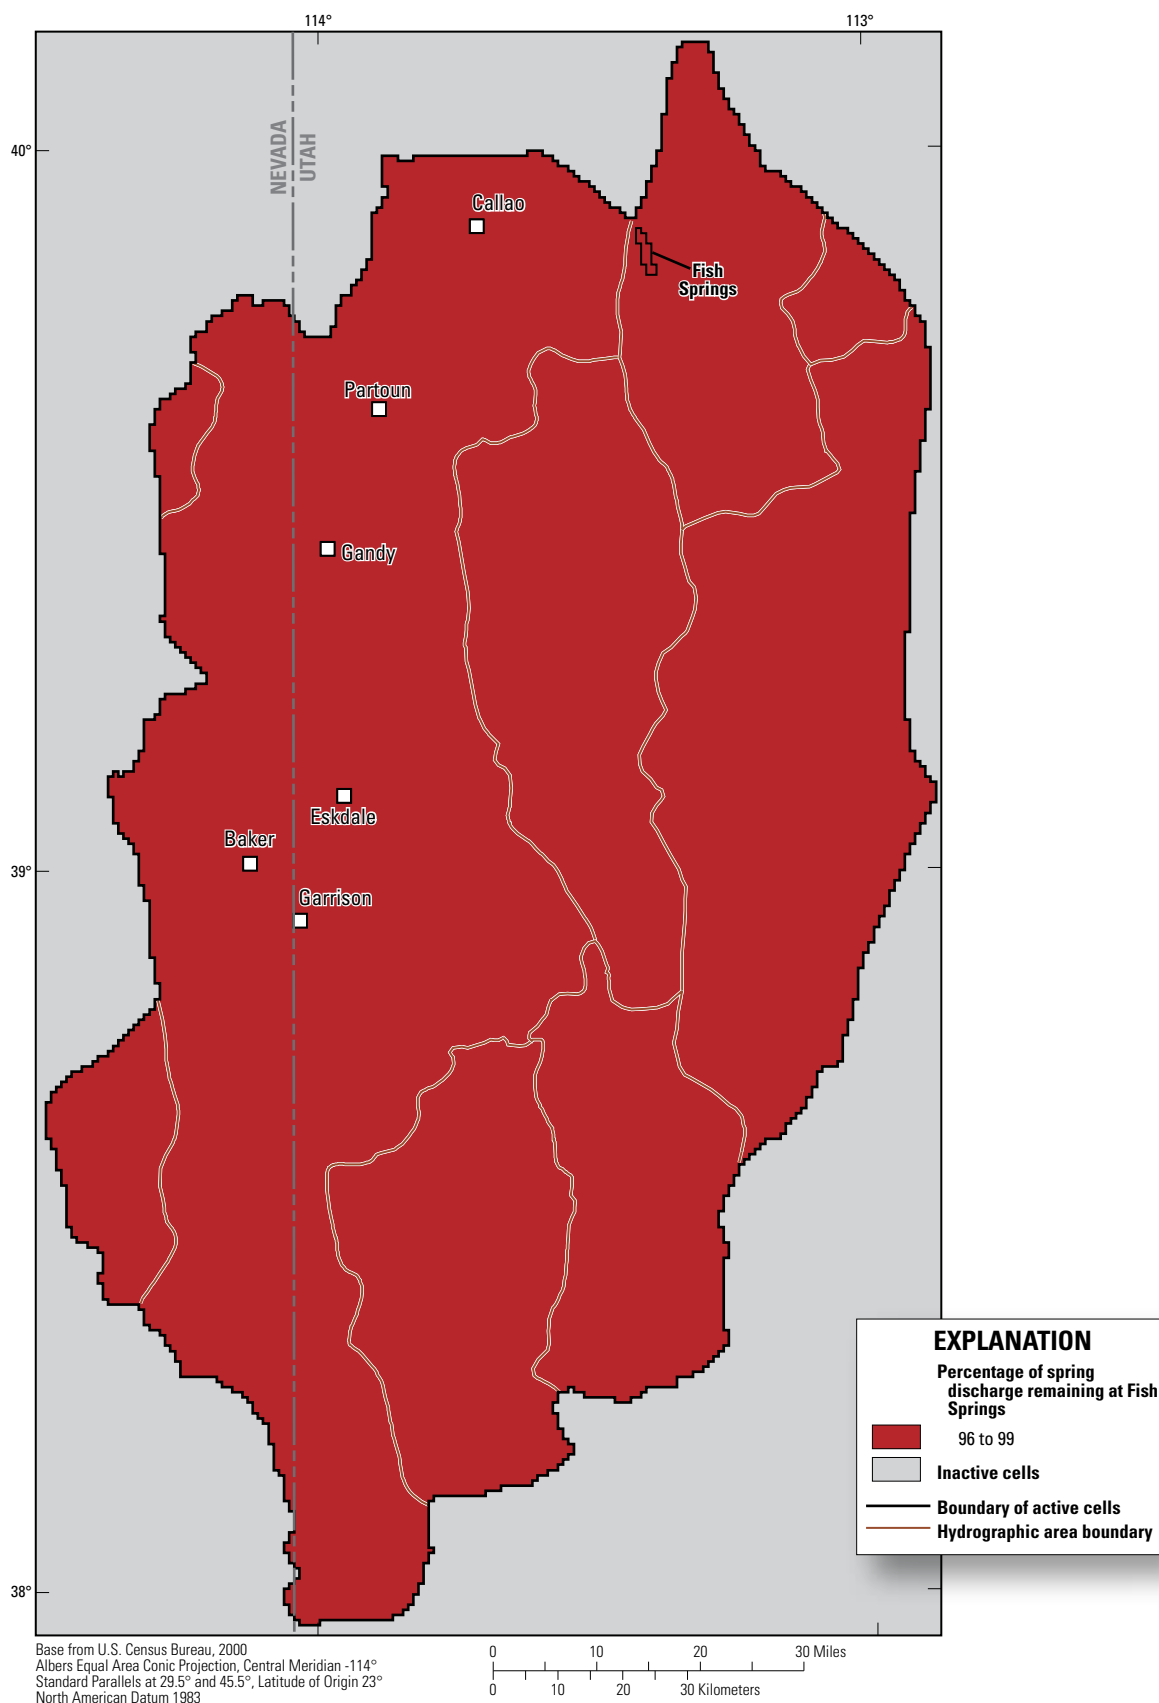 114°
113°
40°
NEVADA
UTAH
Callao
Fish
Springs
Partoun
Gandy
Eskdale
Baker
39°
Garrison
EXPLANATION
Percentage of spring
discharge remaining at Fish
Springs
96 to 99
Inactive cells
Boundary of active cells
Hydrographic area boundary
38°
Base from U.S. Census Bureau, 2000
Albers Equal Area Conic Projection, Central Meridian -114°
Standard Parallels at 29.5° and 45.5°, Latitude of Origin 23°
North American Datum 1983
0 10 20 30 Miles
0 10 20 30 Kilometers